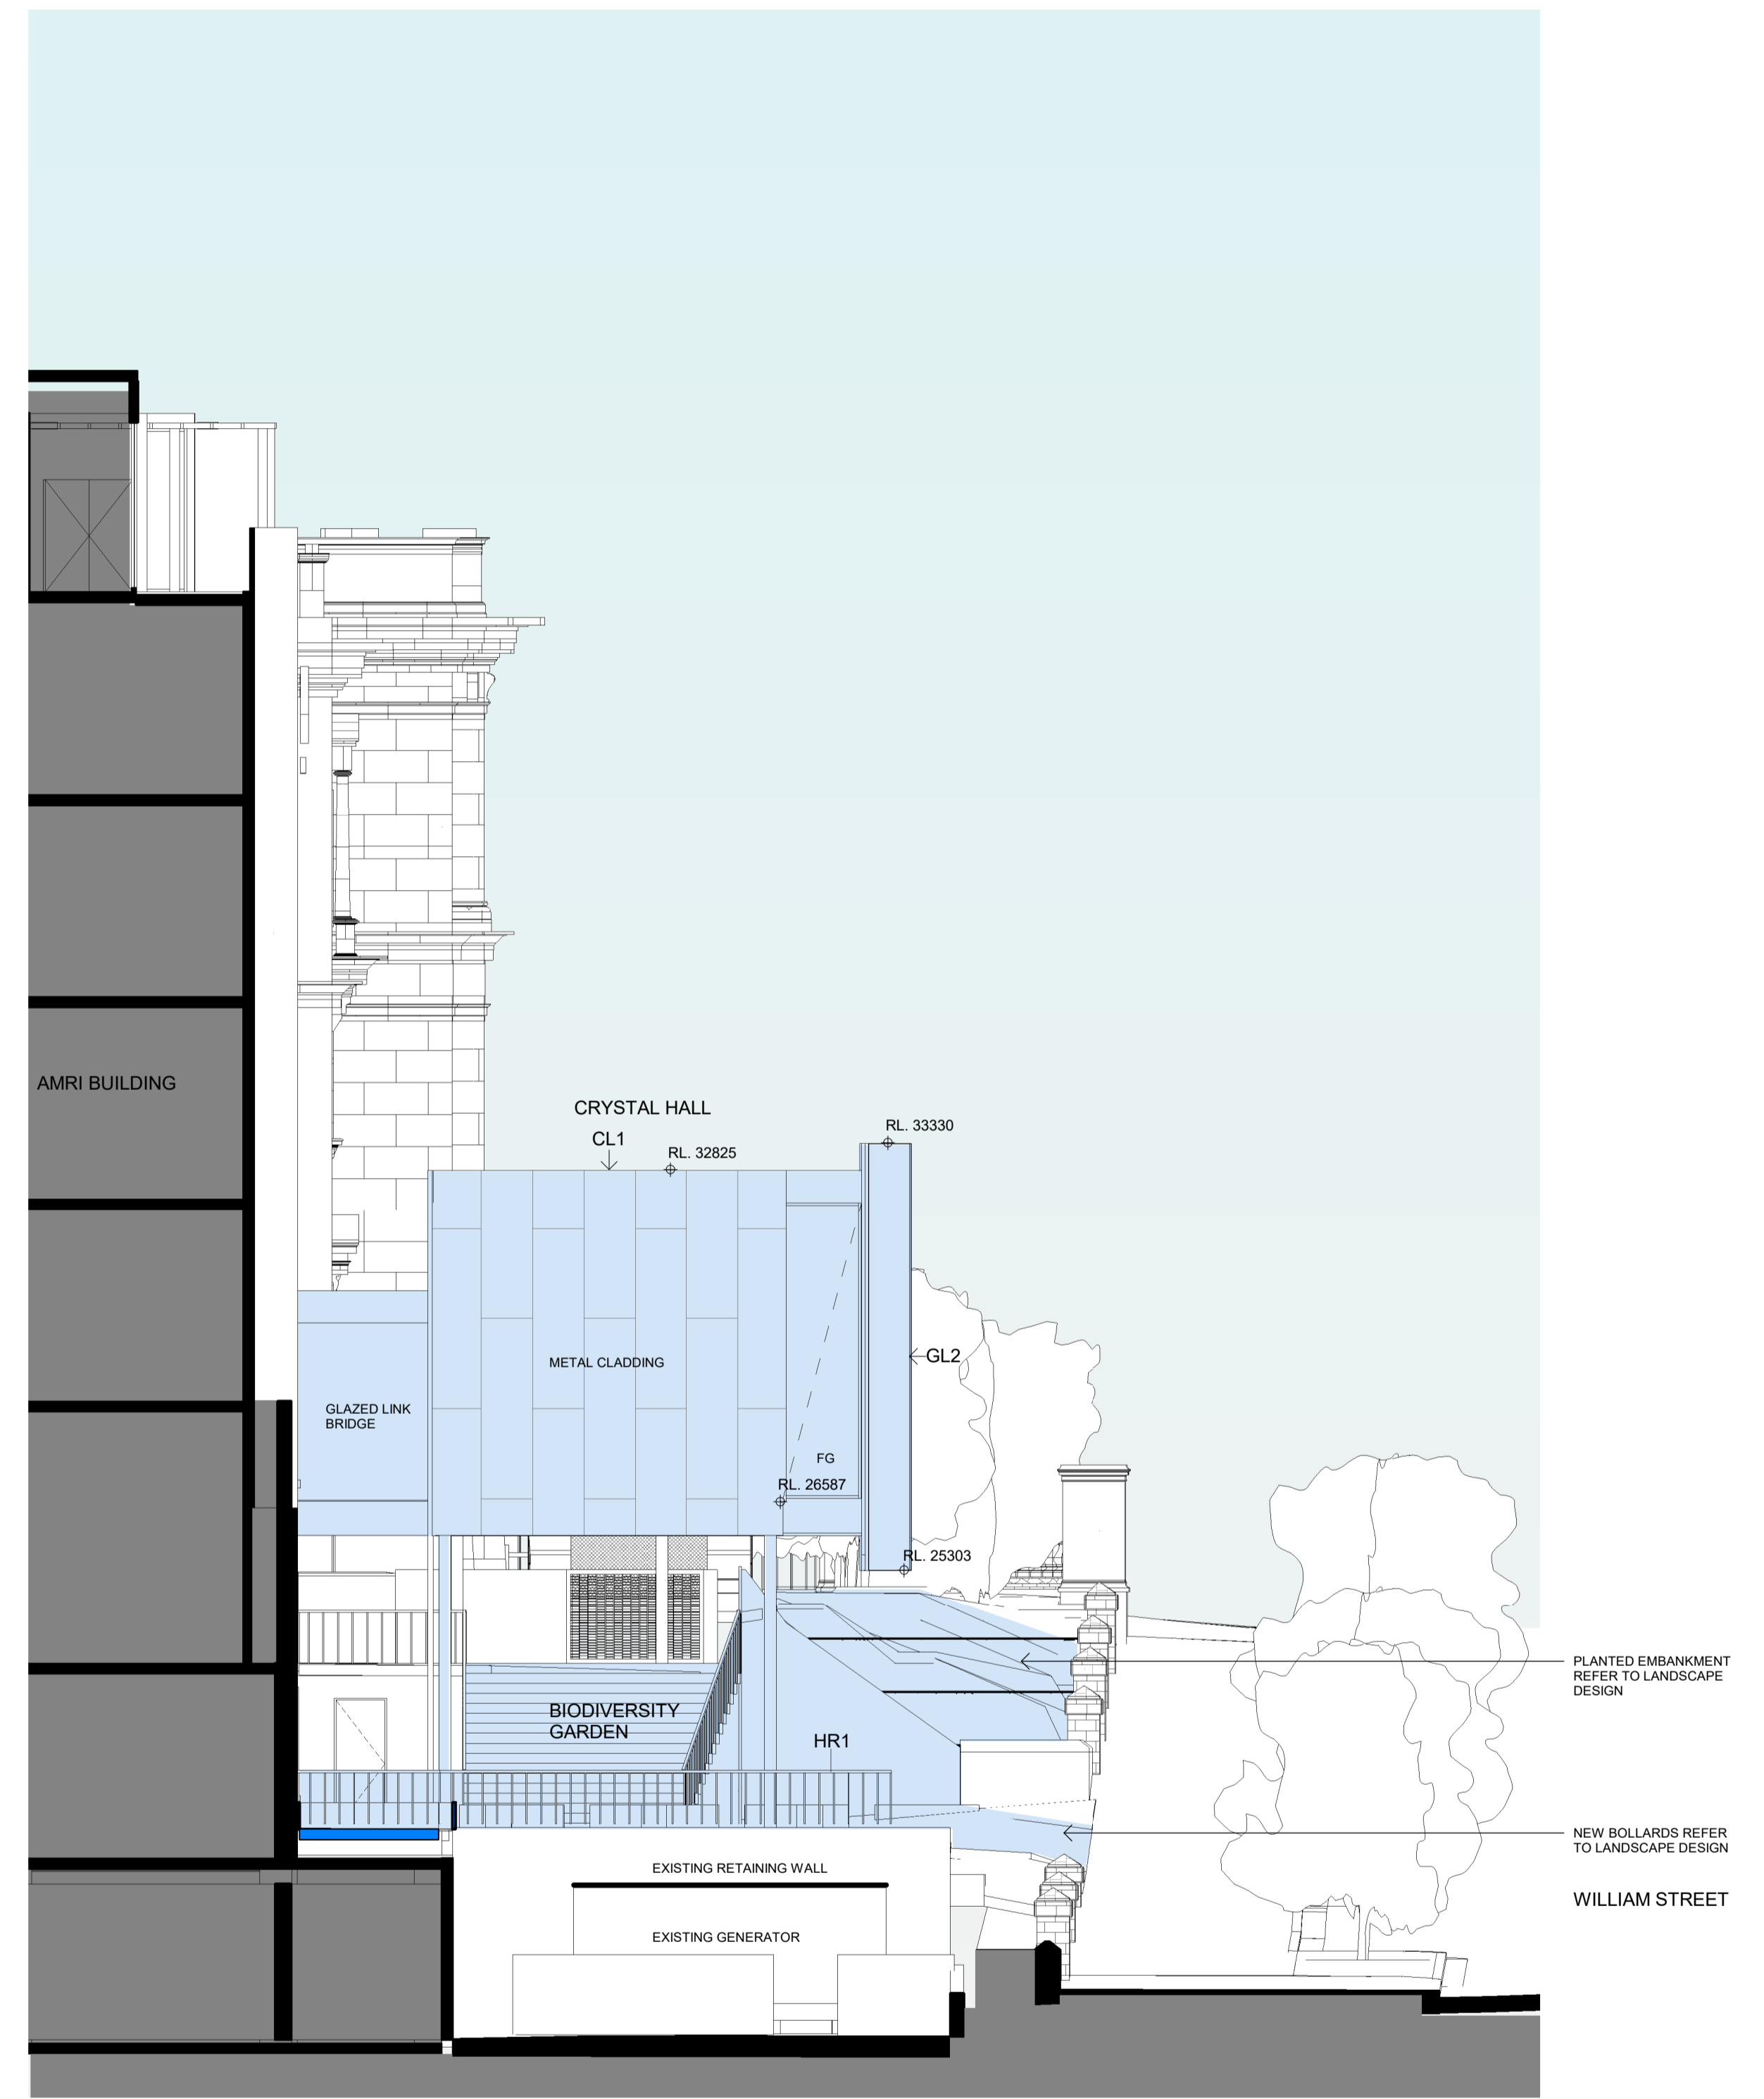 AMRI BUILDING
CRYSTAL HALL
CL1
RL. 32825
RL. 33330
GL2
METAL CLADDING
GLAZED LINK
BRIDGE
FG
RL. 26587
RL. 25303
PLANTED EMBANKMENT
REFER TO LANDSCAPE
DESIGN
BIODIVERSITY
GARDEN
HR1
NEW BOLLARDS REFER
TO LANDSCAPE DESIGN
EXISTING RETAINING WALL
WILLIAM STREET
EXISTING GENERATOR